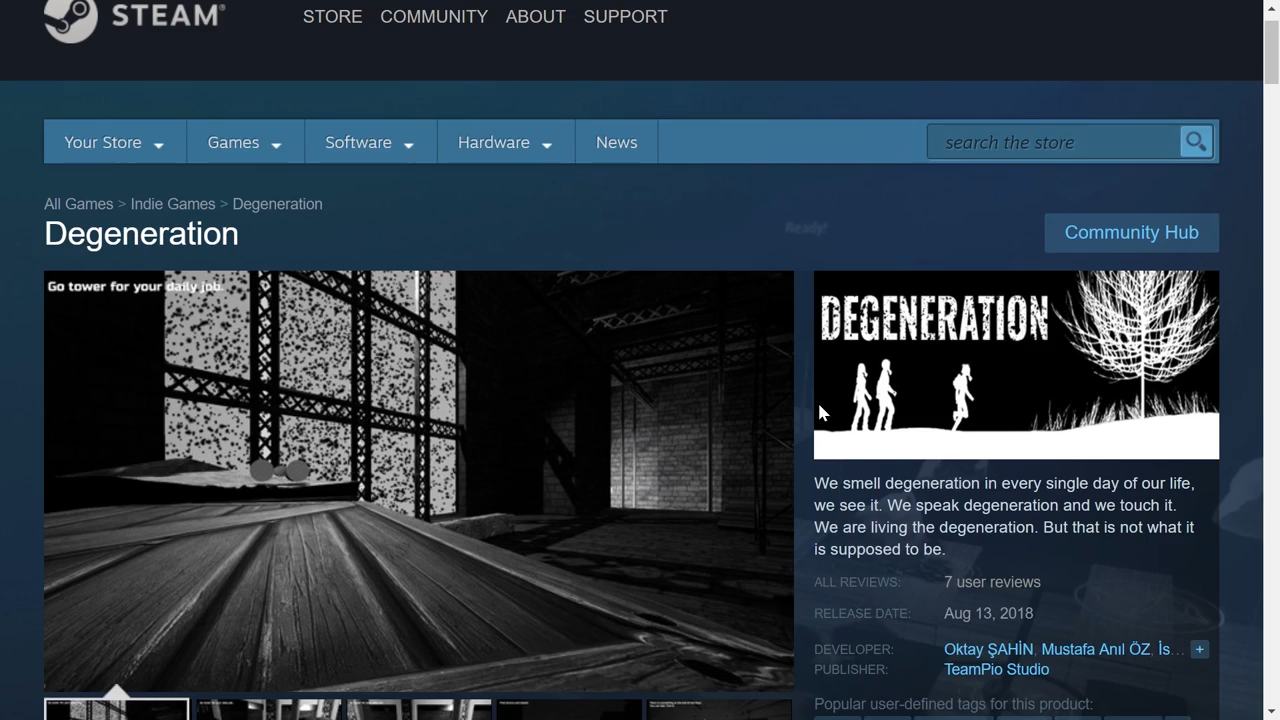 STEAM®
STORE COMMUNITY ABOUT SUPPORT
Your Store Games Software Hardware News
search the store
All Games > Indie Games > Degeneration
Degeneration
Ready!
Community Hub
Go tower for your daily job.
DEGENERATION
We smell degeneration in every single day of our life,
we see it. We speak degeneration and we touch it.
We are living the degeneration. But that is not what it
is supposed to be.
ALL REVIEWS: 7 user reviews
RELEASE DATE: Aug 13, 2018
DEVELOPER: Oktay ŞAHİN, Mustafa Anıl ÖZ, İs... +
PUBLISHER: TeamPio Studio
Popular user-defined tags for this product: